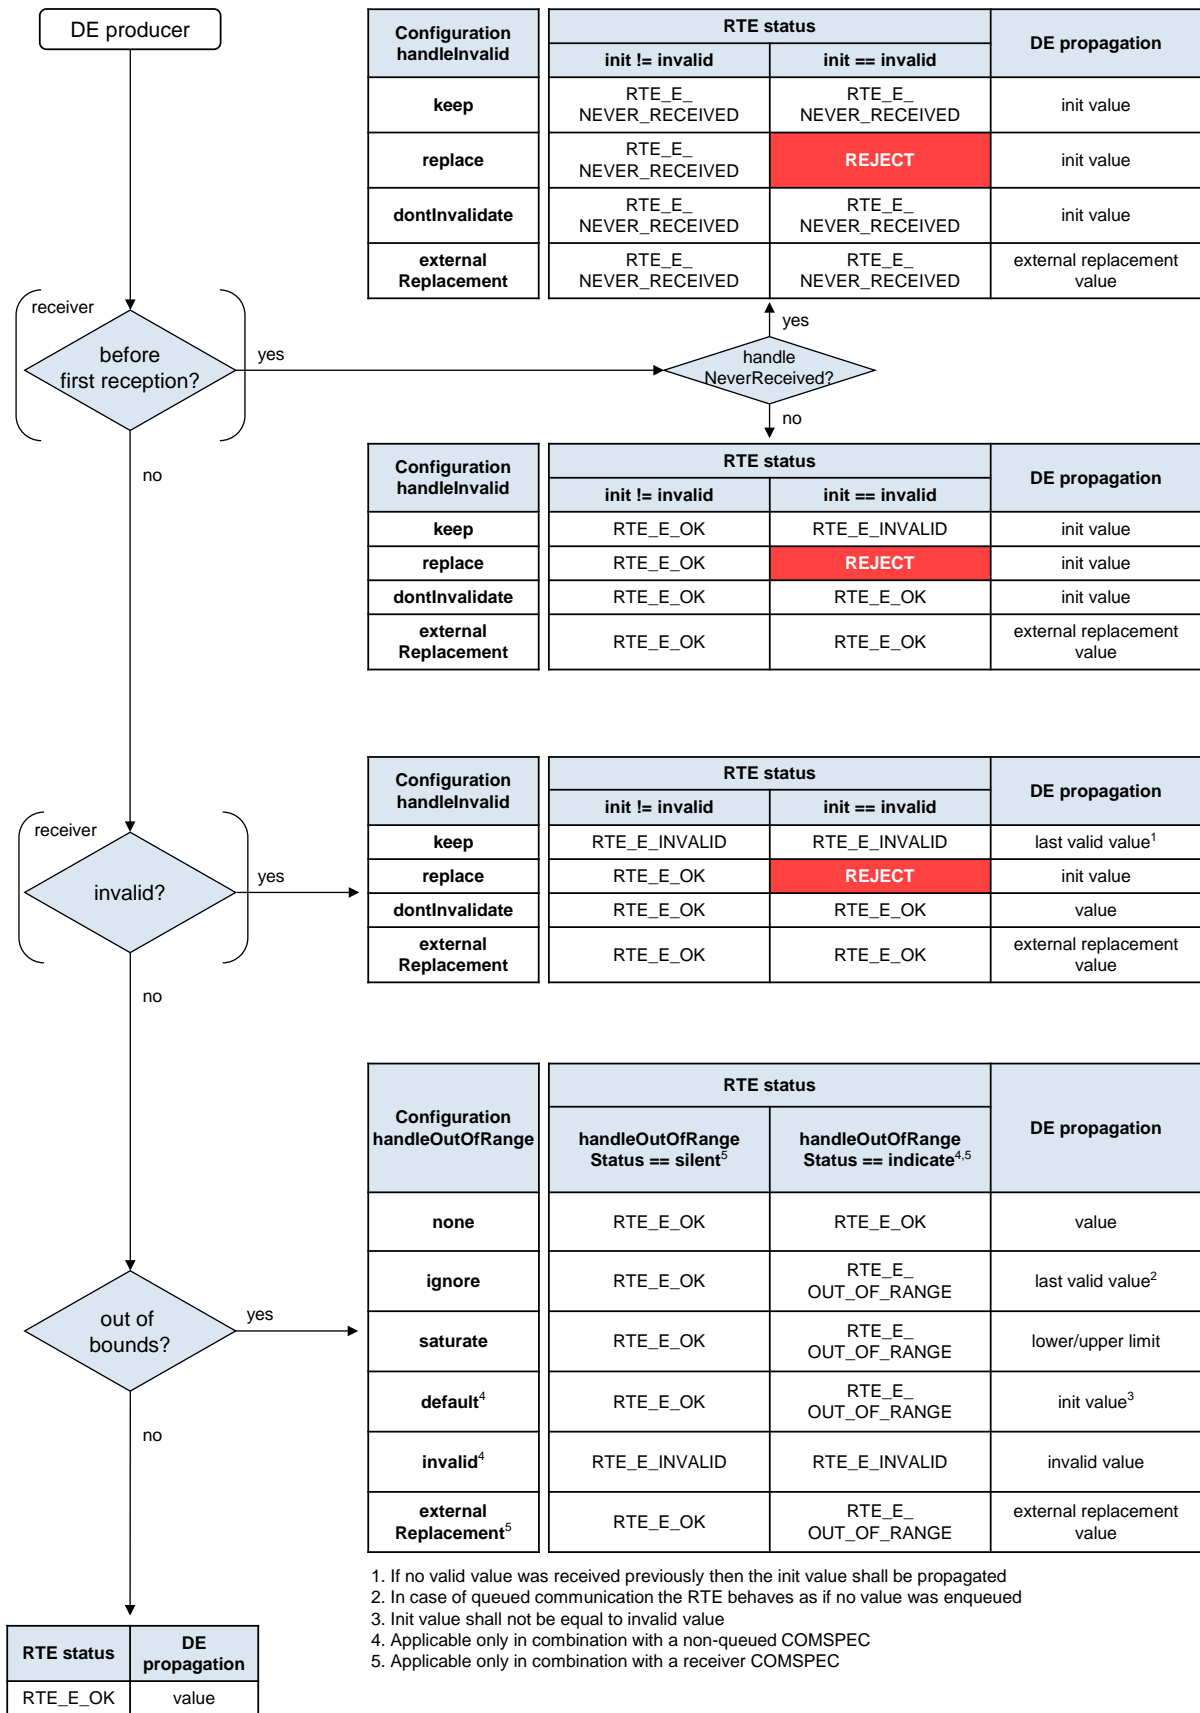 DE producer
Configuration
handleInvalid
RTE status
DE propagation
init != invalid
init == invalid
keep
RTE_E_
NEVER_RECEIVED
RTE_E_
NEVER_RECEIVED
init value
replace
RTE_E_
NEVER_RECEIVED
REJECT
init value
dontInvalidate
RTE_E_
NEVER_RECEIVED
RTE_E_
NEVER_RECEIVED
init value
external
Replacement
RTE_E_
NEVER_RECEIVED
RTE_E_
NEVER_RECEIVED
external replacement
value
receiver
before
first reception?
yes
handle
NeverReceived?
yes
no
no
Configuration
handleInvalid
RTE status
DE propagation
init != invalid
init == invalid
keep
RTE_E_OK
RTE_E_INVALID
init value
replace
RTE_E_OK
REJECT
init value
dontInvalidate
RTE_E_OK
RTE_E_OK
init value
external
Replacement
RTE_E_OK
RTE_E_OK
external replacement
value
receiver
invalid?
yes
no
Configuration
handleInvalid
RTE status
DE propagation
init != invalid
init == invalid
keep
RTE_E_INVALID
RTE_E_INVALID
last valid value1
replace
RTE_E_OK
REJECT
init value
dontInvalidate
RTE_E_OK
RTE_E_OK
value
external
Replacement
RTE_E_OK
RTE_E_OK
external replacement
value
out of
bounds?
yes
no
Configuration
handleOutOfRange
RTE status
DE propagation
handleOutOfRange
Status == silent5
handleOutOfRange
Status == indicate4,5
none
RTE_E_OK
RTE_E_OK
value
ignore
RTE_E_OK
RTE_E_
OUT_OF_RANGE
last valid value2
saturate
RTE_E_OK
RTE_E_
OUT_OF_RANGE
lower/upper limit
default4
RTE_E_OK
RTE_E_
OUT_OF_RANGE
init value3
invalid4
RTE_E_INVALID
RTE_E_INVALID
invalid value
external
Replacement5
RTE_E_OK
RTE_E_
OUT_OF_RANGE
external replacement
value
1. If no valid value was received previously then the init value shall be propagated
2. In case of queued communication the RTE behaves as if no value was enqueued
3. Init value shall not be equal to invalid value
4. Applicable only in combination with a non-queued COMSPEC
5. Applicable only in combination with a receiver COMSPEC
RTE status
DE
propagation
RTE_E_OK
value